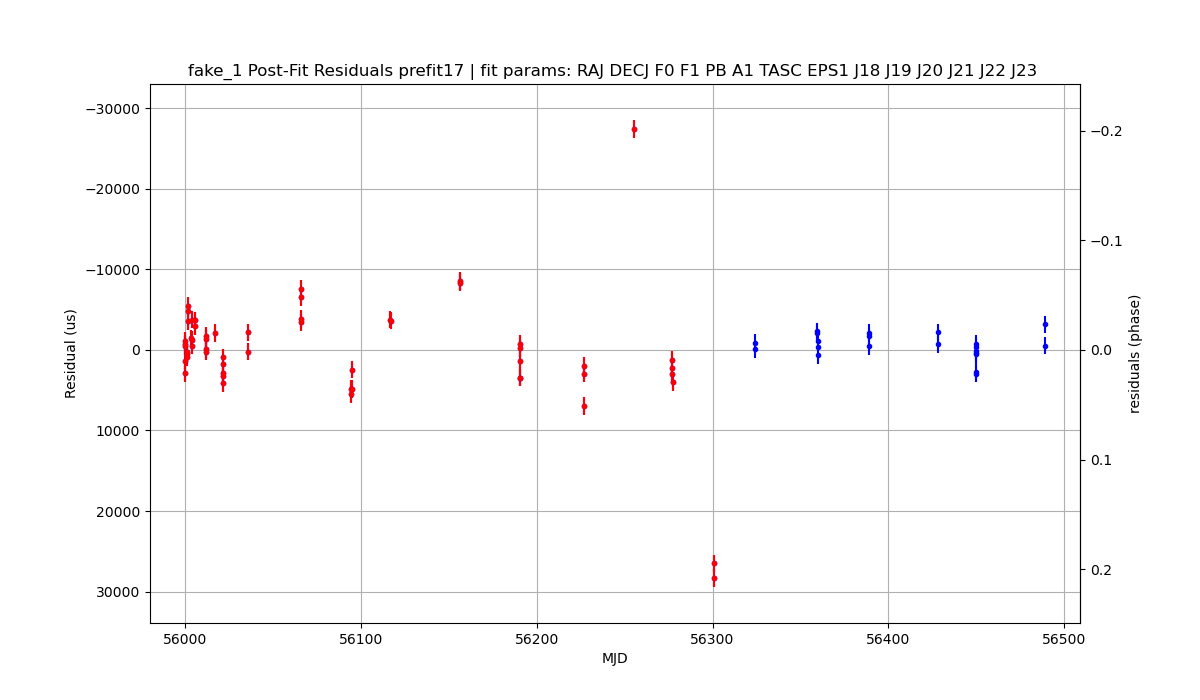 fake_1 Post-Fit Residuals prefit17 | fit params: RAJ DECJ F0 F1 PB A1 TASC EPS1 J18 J19 J20 J21 J22 J23
−30000
−20000
−10000
0
10000
20000
30000
Residual (us)
−0.2
−0.1
0.0
0.1
0.2
residuals (phase)
56000 56100 56200 56300 56400 56500
MJD